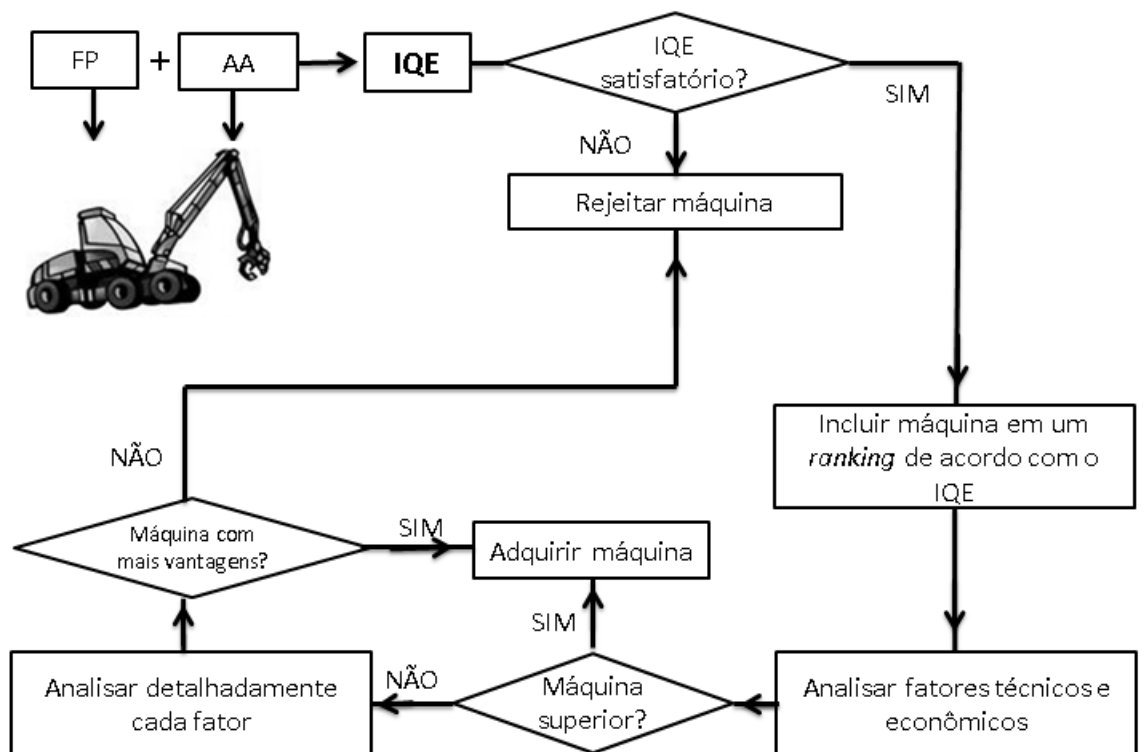 FP + AA
IQE
IQE
satisfatório?
SIM
NÃO
Rejeitar máquina
Incluir máquina em um
ranking de acordo com o
IQE
NÃO
Máquina com
mais vantagens?
SIM
Adquirir máquina
SIM
Analisar detalhadamente
cada fator
NÃO
Máquina
superior?
Analisar fatores técnicos e
econômicos